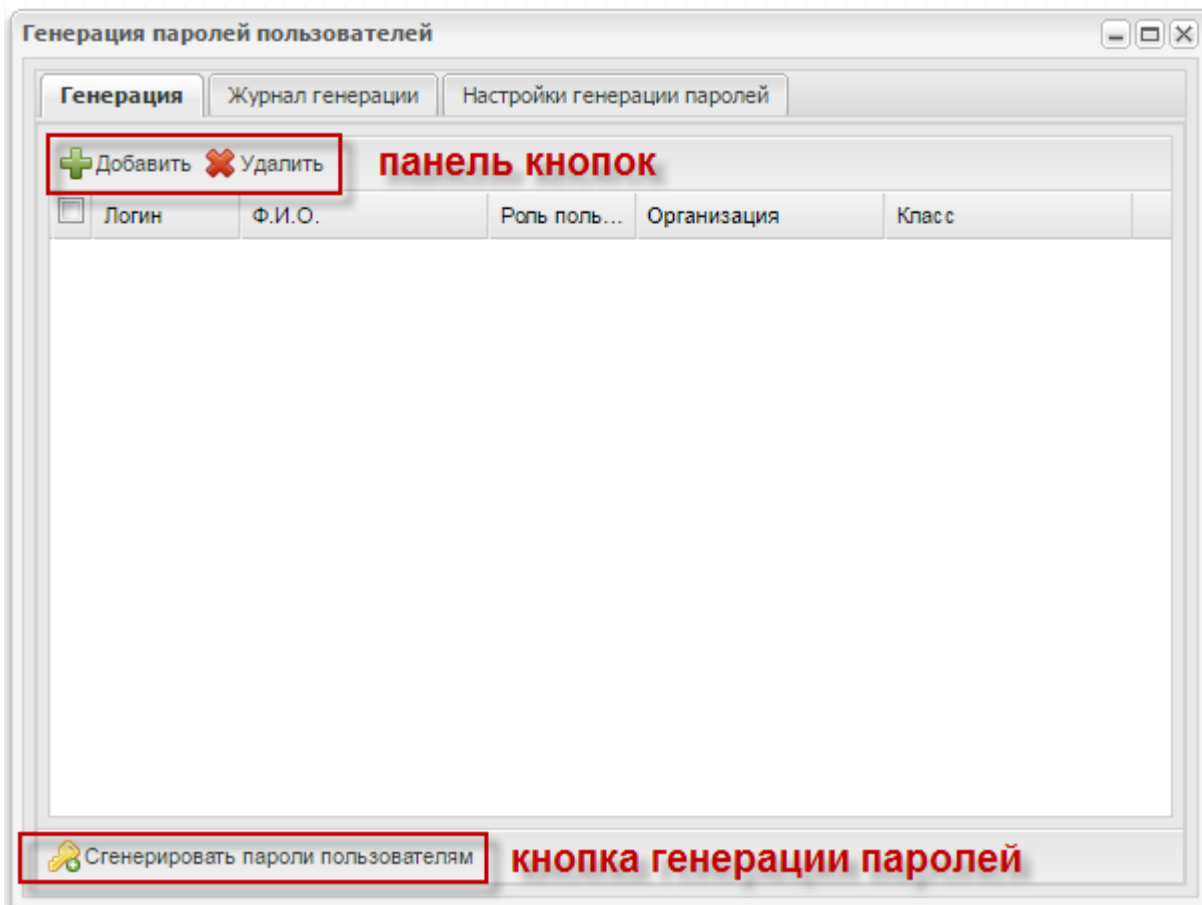 Генерация паролей пользователей
Генерация Журнал генерации Настройки генерации паролей
Добавить Удалить панель кнопок
Логин Ф.И.О. Роль поль... Организация Класс
Сгенерировать пароли пользователям кнопка генерации паролей